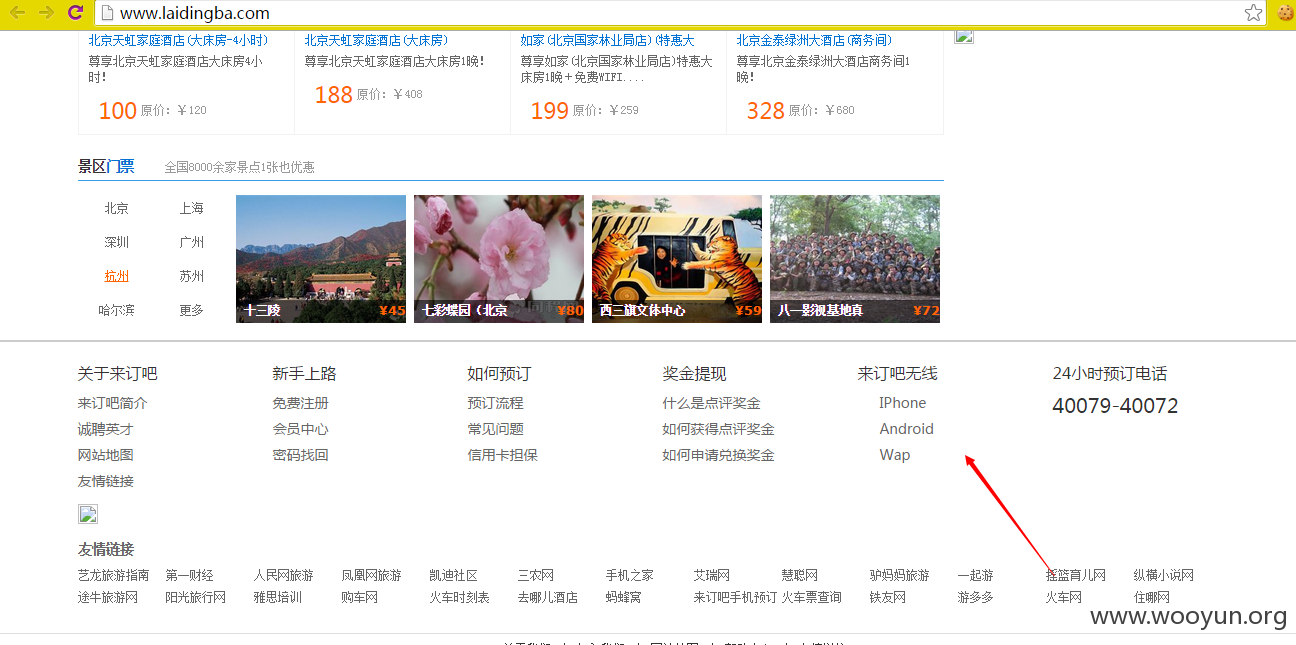 www.laidingba.com
北京天虹家庭酒店(大床房-4小时) 北京天虹家庭酒店(大床房) 如家(北京国家林业局店)(特惠大 北京金泰绿洲大酒店(商务间)
尊享北京天虹家庭酒店大床房4小 尊享北京天虹家庭酒店大床房1晚! 尊享如家(北京国家林业局店)特惠大 尊享北京金泰绿洲大酒店商务间1
时! 床房1晚+免费WIFI.... 晚!
100 原价: ¥120 188 原价: ¥408 199 原价: ¥259 328 原价: ¥680
景区门票 全国8000余家景点1张也优惠
北京 上海
深圳 广州
杭州 苏州
哈尔滨 更多
十三陵 ¥45 七彩蝶园(北京 ¥80 西三旗文体中心 ¥59 八一影视基地真 ¥72
关于来订吧 新手上路 如何预订 奖金提现 来订吧无线 24小时预订电话
来订吧简介 免费注册 预订流程 什么是点评奖金 IPhone 40079-40072
诚聘英才 会员中心 常见问题 如何获得点评奖金 Android
网站地图 密码找回 信用卡担保 如何申请兑换奖金 Wap
友情链接
友情链接
艺龙旅游指南 第一财经 人民网旅游 凤凰网旅游 凯迪社区 三农网 手机之家 艾瑞网 慧聪网 驴妈妈旅游 一起游 摇篮育儿网 纵横小说网
途牛旅游网 阳光旅行网 雅思培训 购车网 火车时刻表 去哪儿酒店 蚂蜂窝 来订吧手机预订 火车票查询 铁友网 游多多 火车网 住哪网
www.wooyun.org